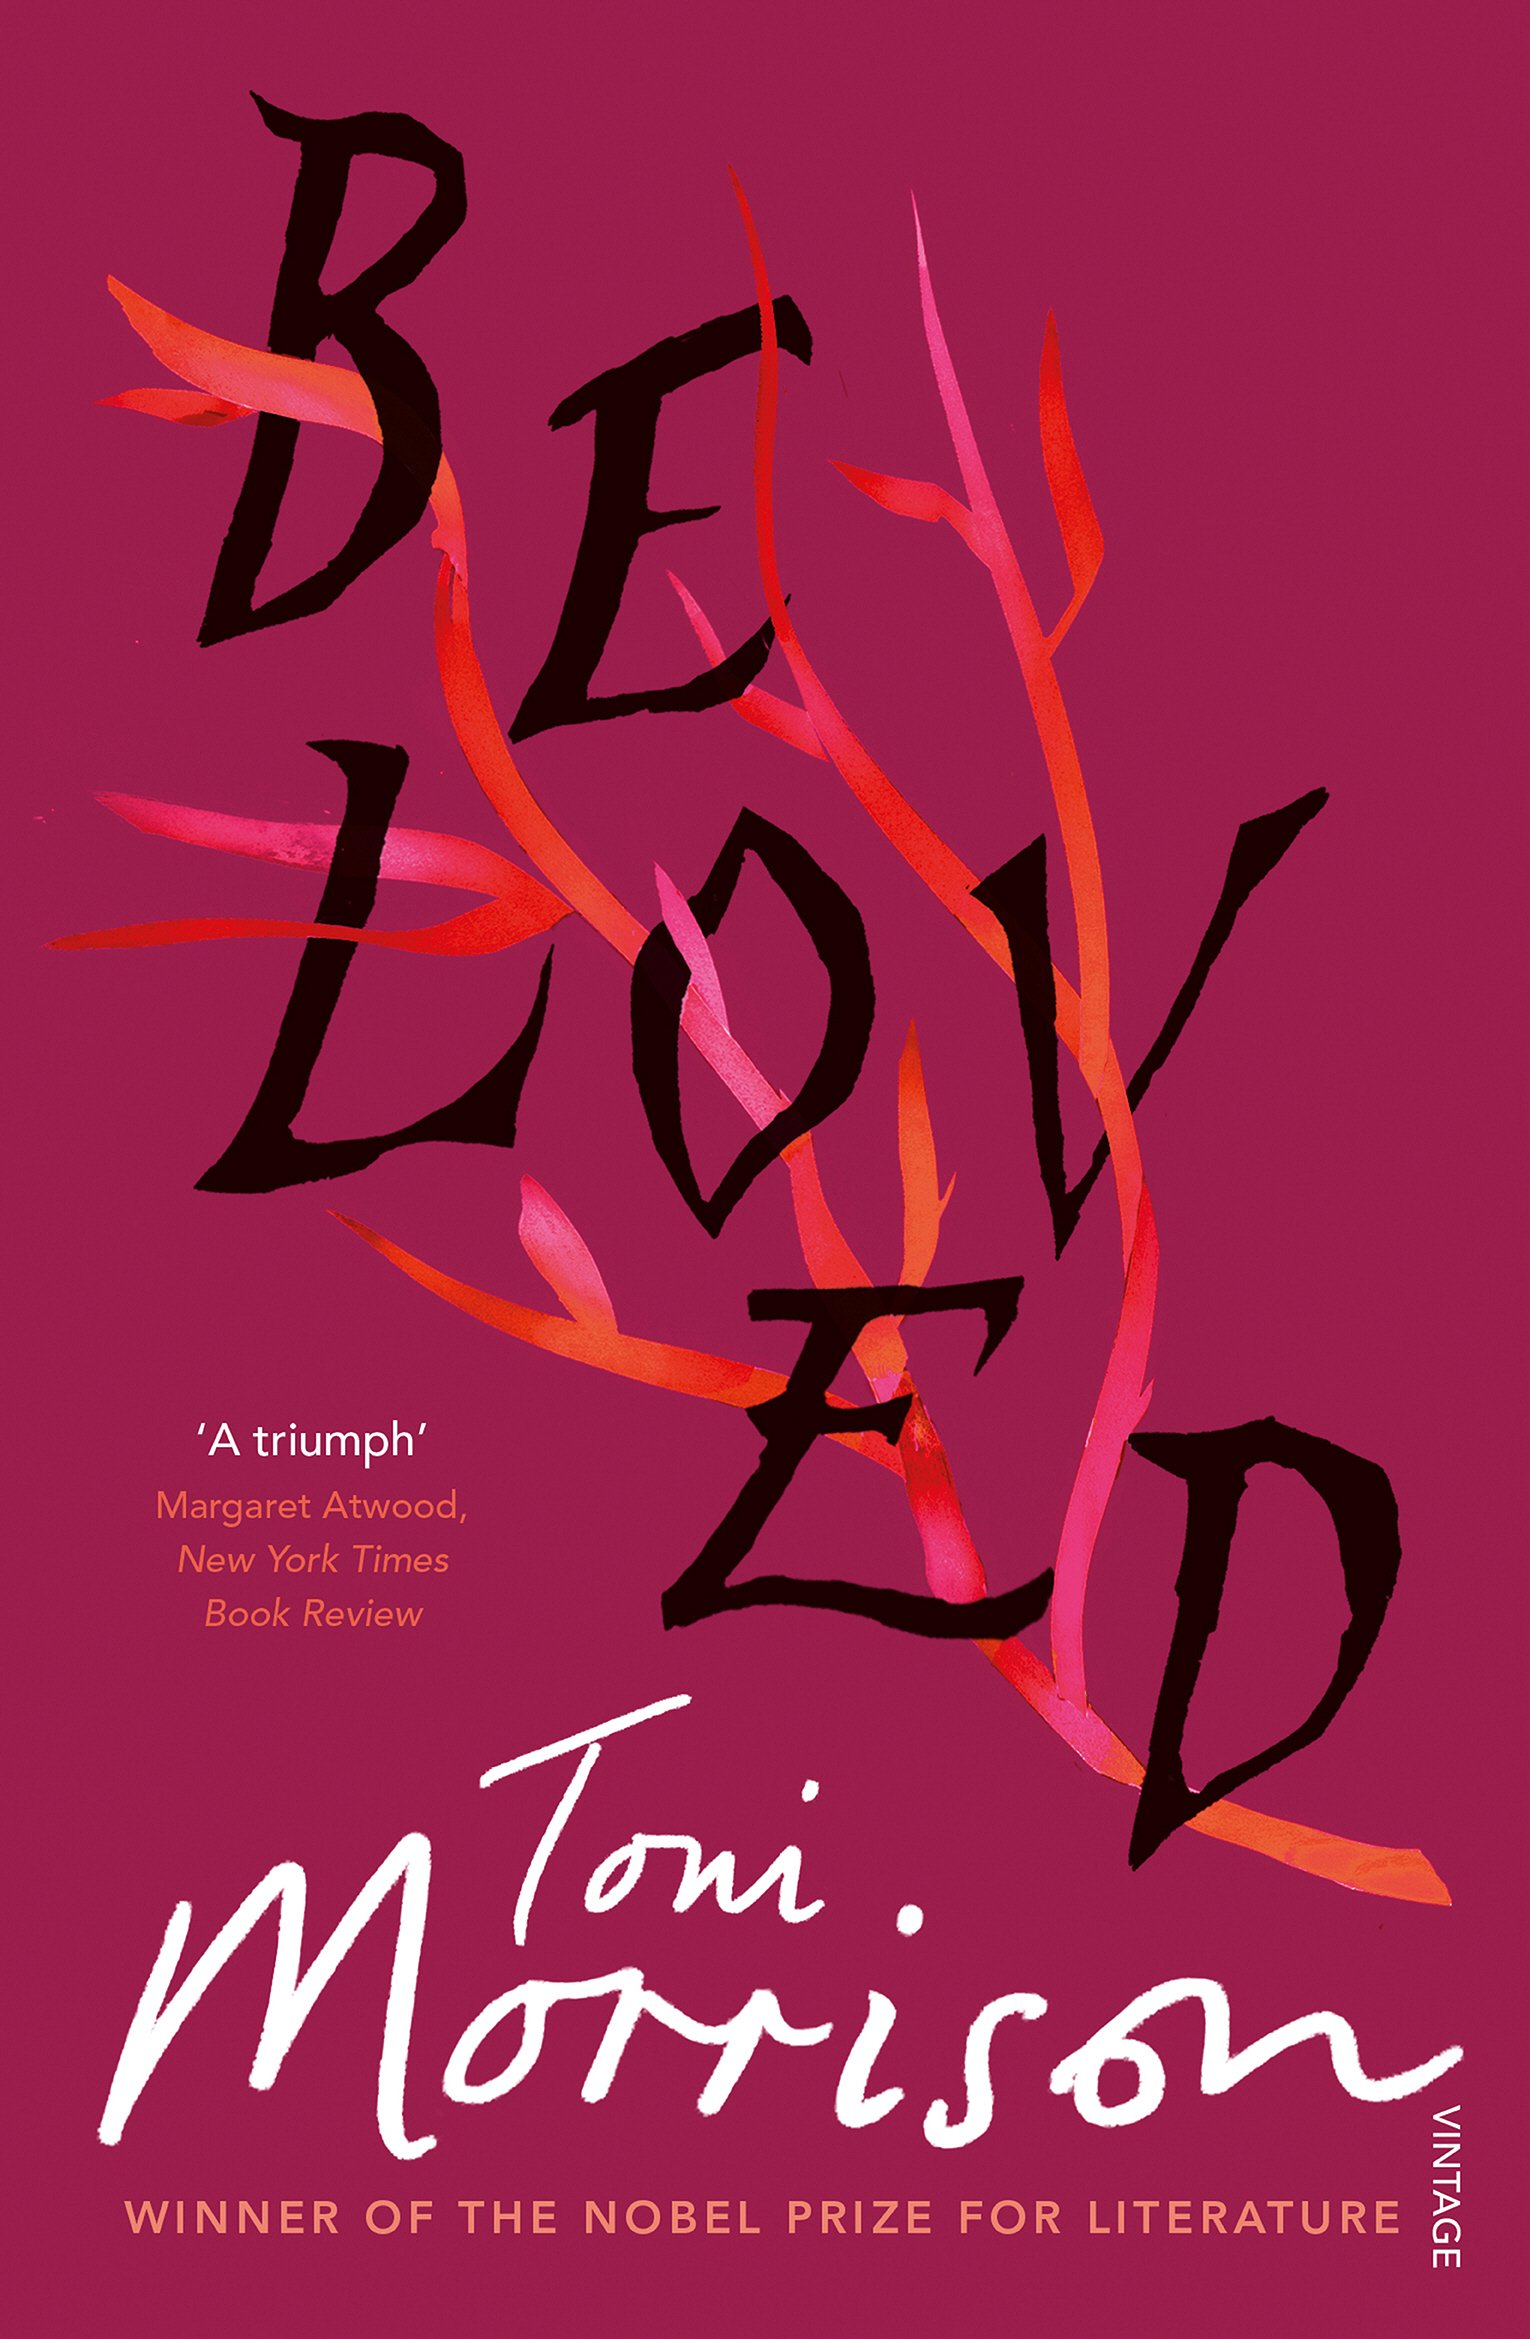 BE
LOV
ED
‘A triumph’
Margaret Atwood,
New York Times
Book Review
Toni
Morrison
VINTAGE
WINNER OF THE NOBEL PRIZE FOR LITERATURE